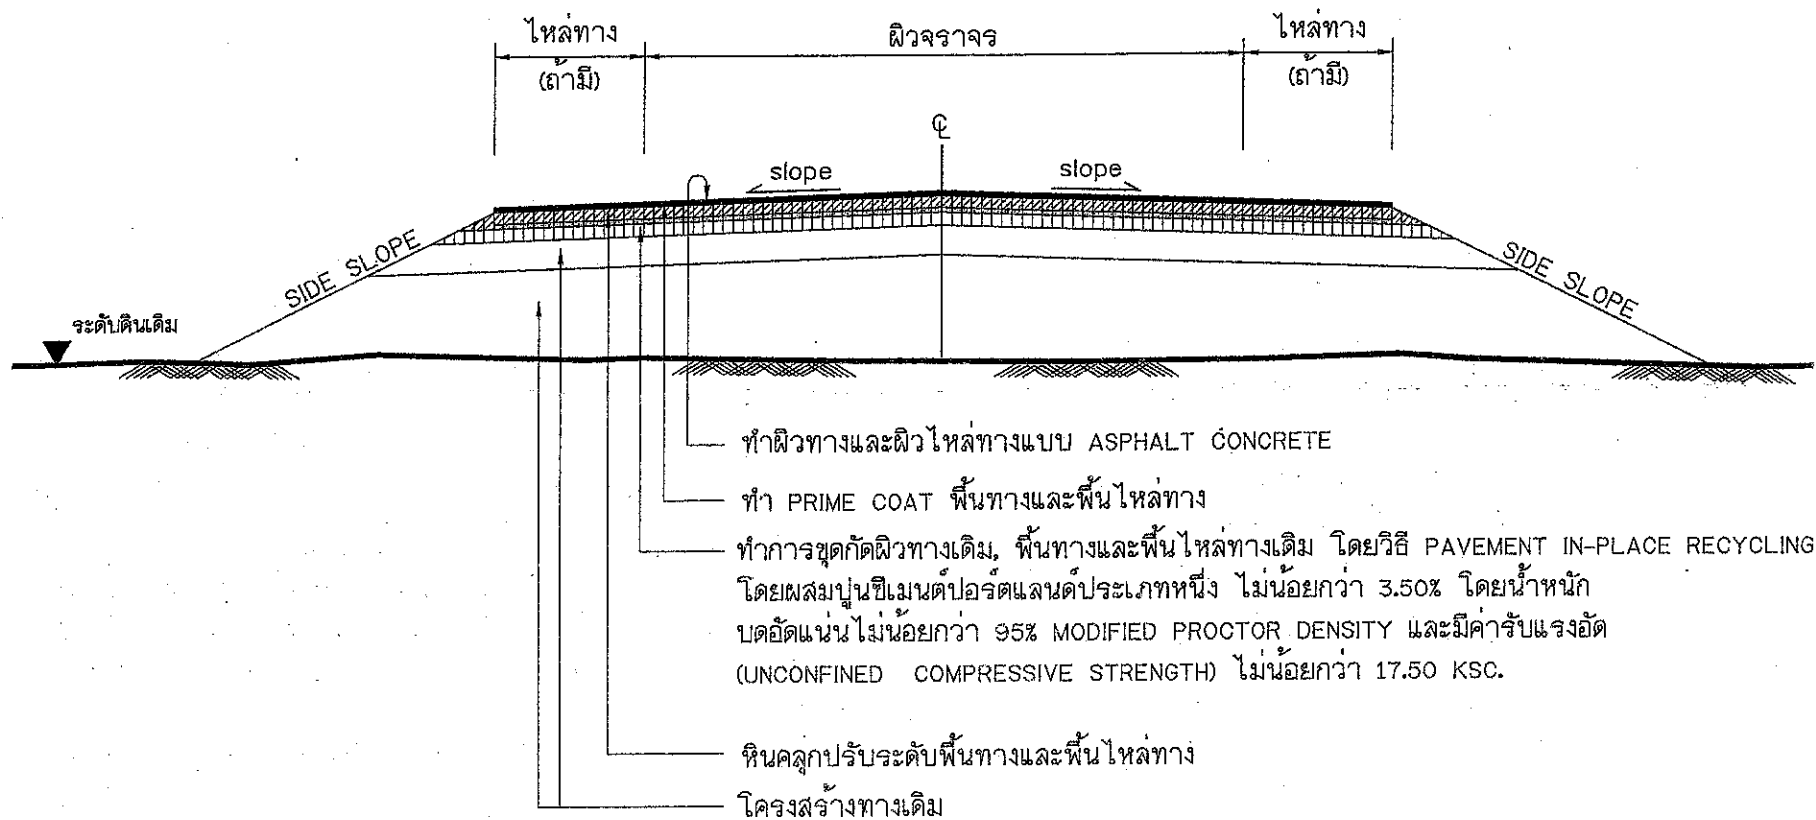 ไหล่ทาง
(ถ้ามี)
ผิวจราจร
ไหล่ทาง
(ถ้ามี)
℄
slope
slope
SIDE SLOPE
SIDE SLOPE
ระดับดินเดิม
ทำผิวทางและผิวไหล่ทางแบบ ASPHALT CONCRETE
ทำ PRIME COAT พื้นทางและพื้นไหล่ทาง
ทำการขุดกัดผิวทางเดิม, พื้นทางและพื้นไหล่ทางเดิม โดยวิธี PAVEMENT IN-PLACE RECYCLING
โดยผสมปูนซีเมนต์ปอร์ตแลนด์ประเภทหนึ่ง ไม่น้อยกว่า 3.50% โดยน้ำหนัก
บดอัดแน่นไม่น้อยกว่า 95% MODIFIED PROCTOR DENSITY และมีค่ารับแรงอัด
(UNCONFINED COMPRESSIVE STRENGTH) ไม่น้อยกว่า 17.50 KSC.
หินคลุกปรับระดับพื้นทางและพื้นไหล่ทาง
โครงสร้างทางเดิม